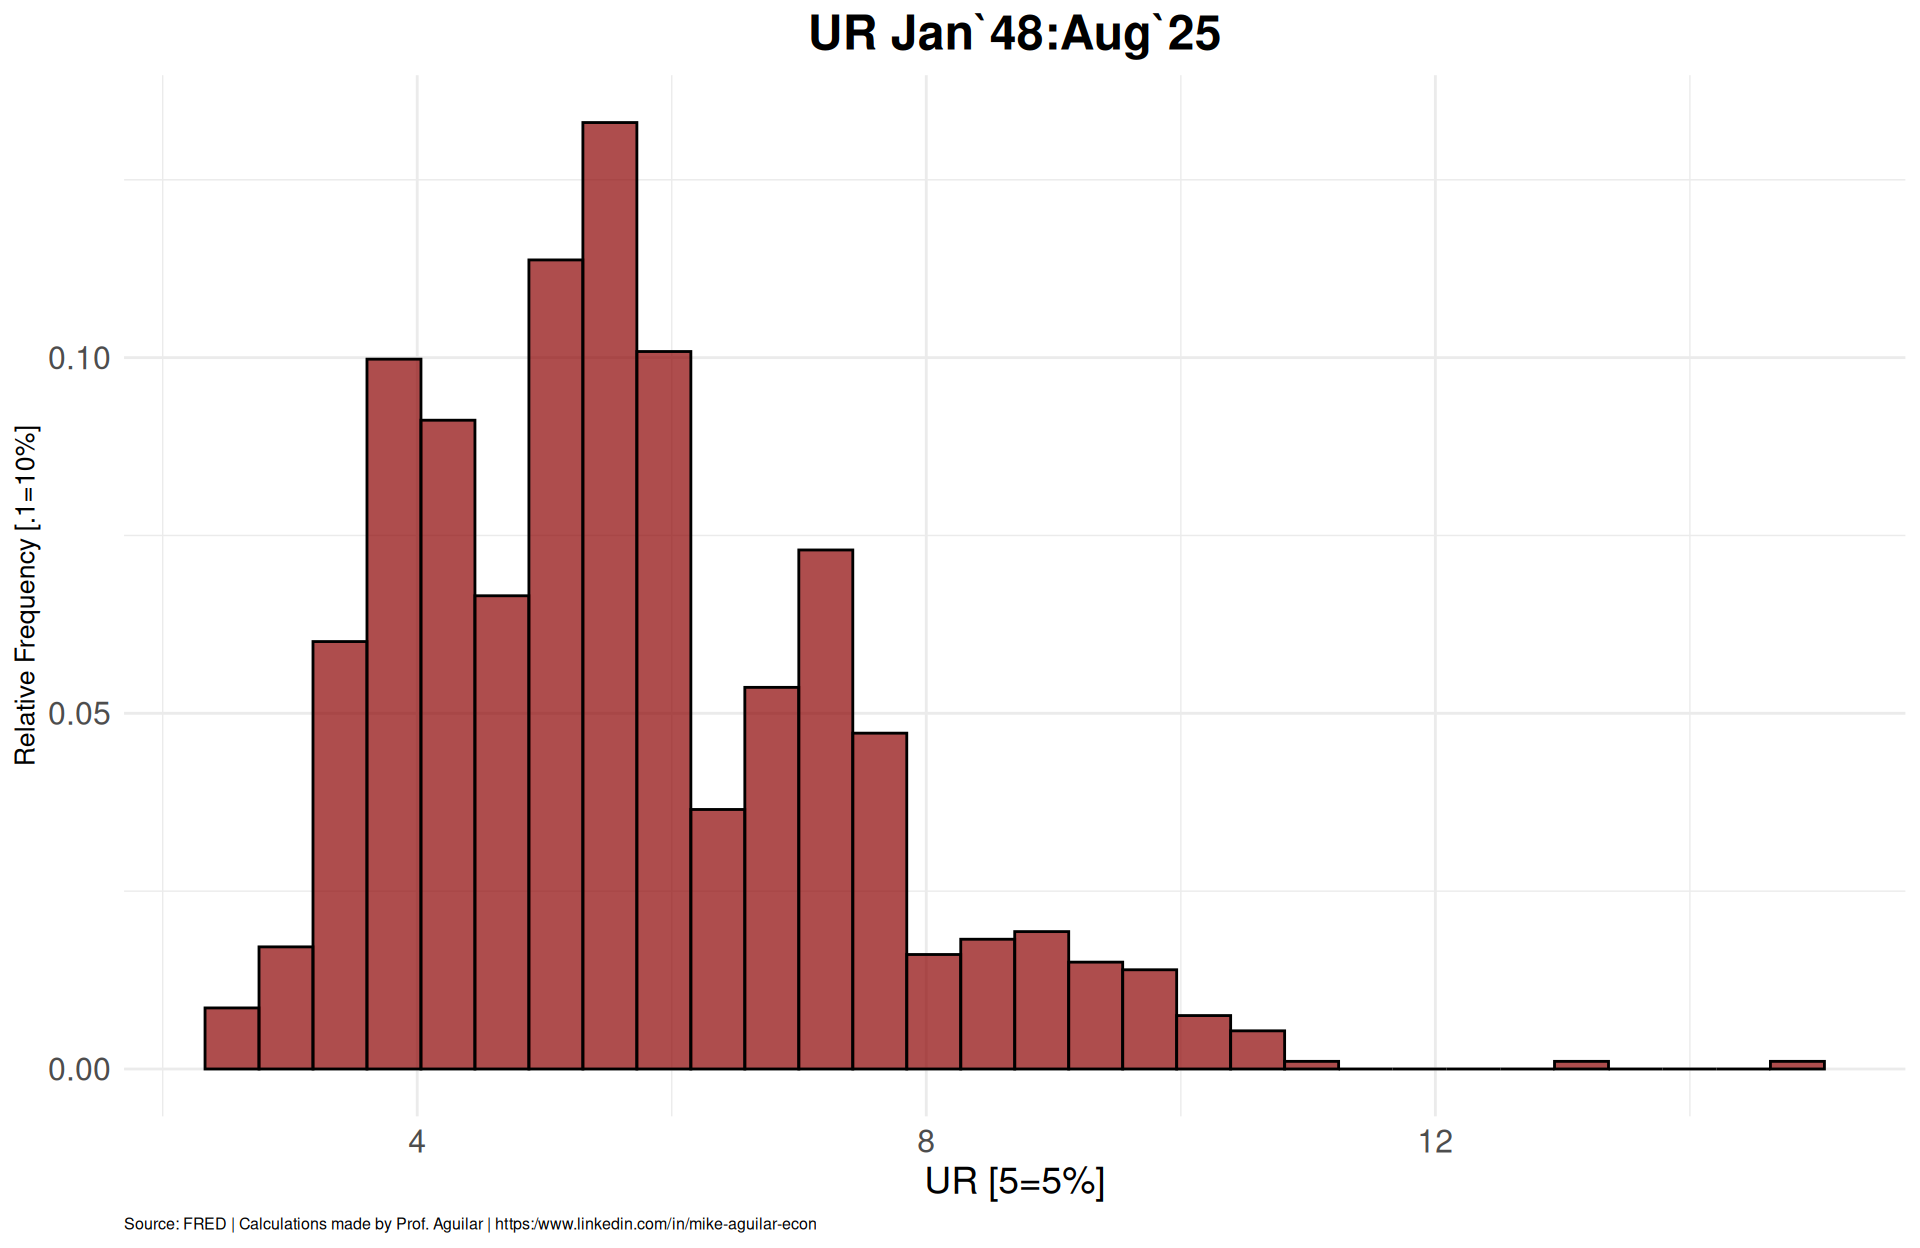 UR Jan`48:Aug`25
Relative Frequency [.1=10%]
0.10
0.05
0.00
4 8 12
UR [5=5%]
Source: FRED | Calculations made by Prof. Aguilar | https:/www.linkedin.com/in/mike-aguilar-econ